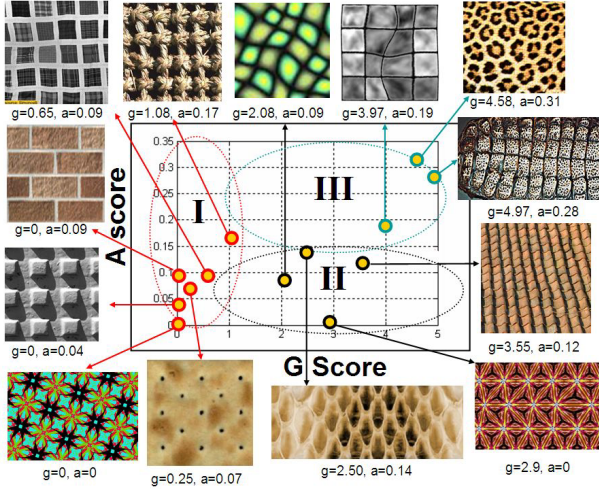 g=0.65, a=0.09
g=1.08, a=0.17
g=2.08, a=0.09
g=3.97, a=0.19
g=4.58, a=0.31
g=0, a=0.09
g=4.97, a=0.28
g=0, a=0.04
g=3.55, a=0.12
g=0, a=0
g=0.25, a=0.07
g=2.50, a=0.14
g=2.9, a=0
A score
0.35
0.3
0.25
0.2
0.15
0.1
0.05
0
I
III
II
0
1
2
3
4
5
G Score